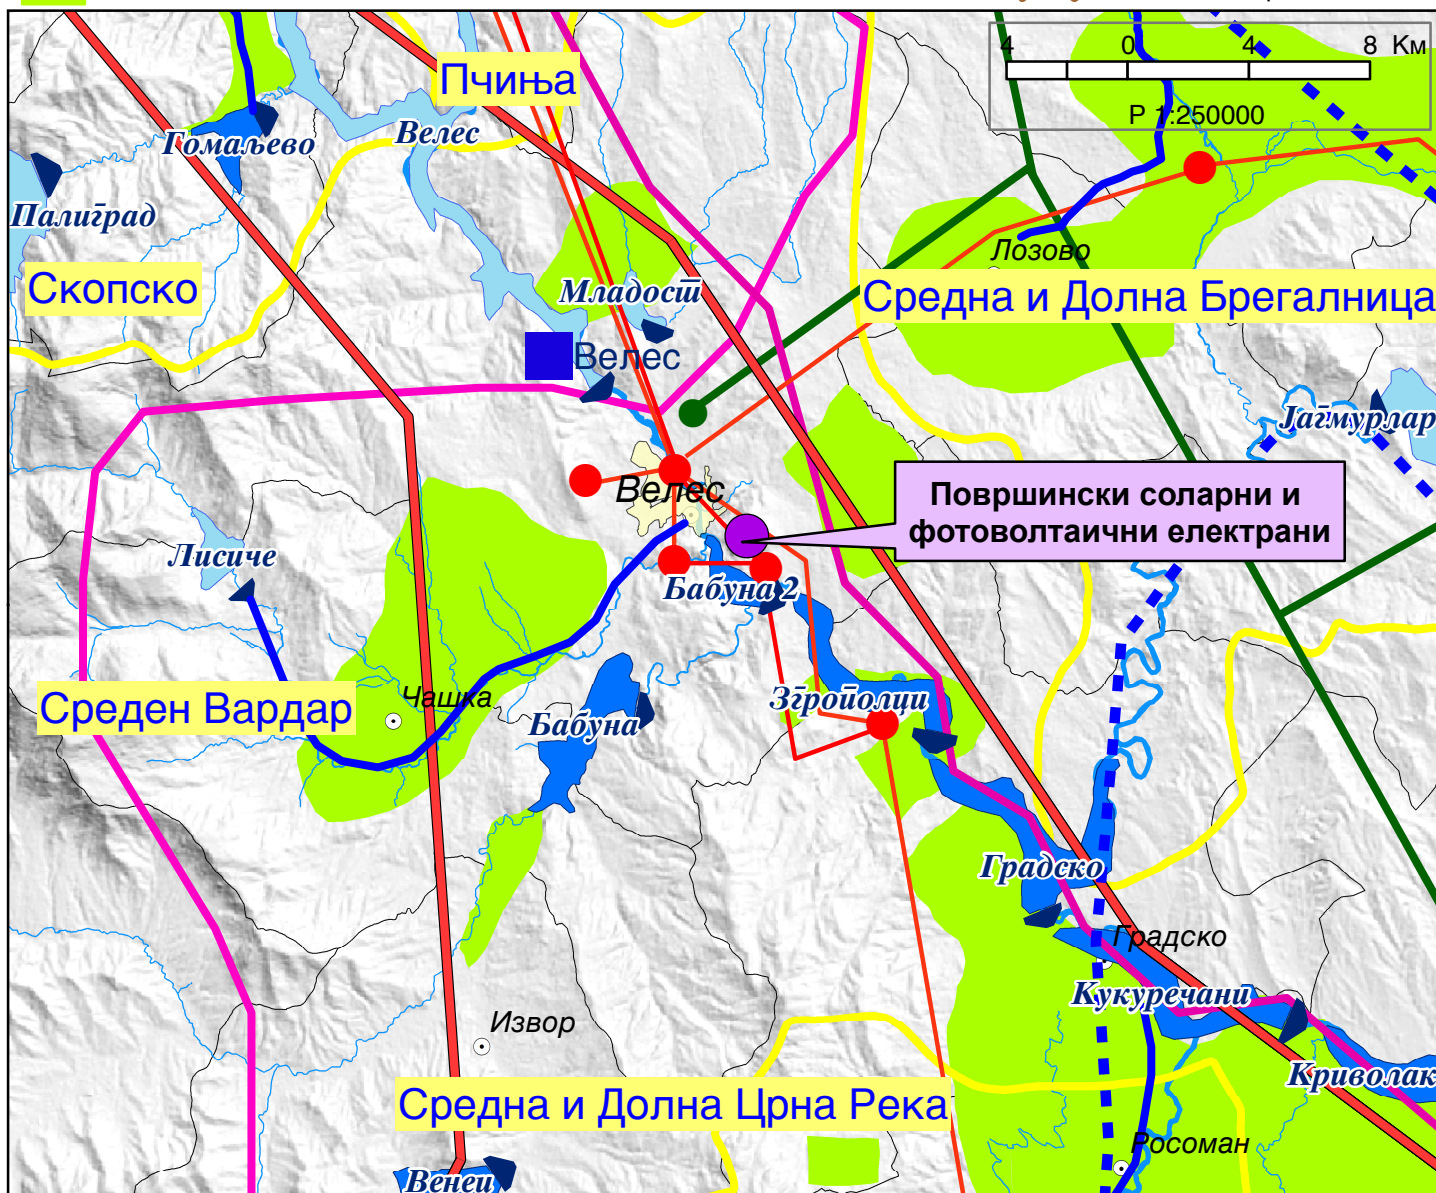 4 0 4 8 Км
Р 1:250000
Пчиња
Гомаљево
Велес
Палиград
Скопско
Лозово
Младост
Средна и Долна Брегалница
Велес
Јагмурлар
Велес
Површински соларни и
фотоволтаични електрани
Лисиче
Бабуна 2
Среден Вардар
Чашка
Бабуна
Згрополци
Градско
Градско
Кукуречани
Извор
Криволак
Средна и Долна Црна Река
Росоман
Венец